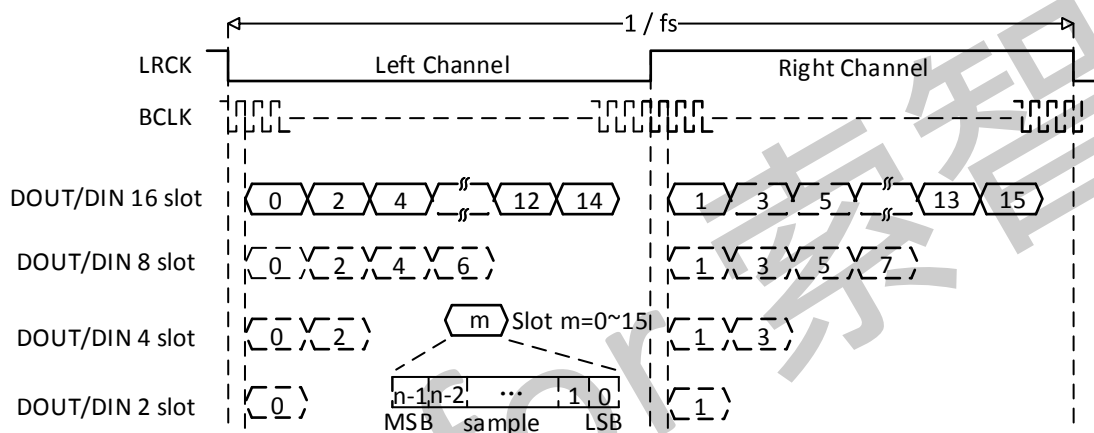 1 / fs
LRCK Left Channel Right Channel
BCLK
DOUT/DIN 16 slot 0 2 4 12 14 1 3 5 13 15
DOUT/DIN 8 slot 0 2 4 6 1 3 5 7
DOUT/DIN 4 slot 0 2 m Slot m=0~15 1 3
n-1 n-2 ... 1 0
DOUT/DIN 2 slot 0 1
MSB sample LSB
for 索智